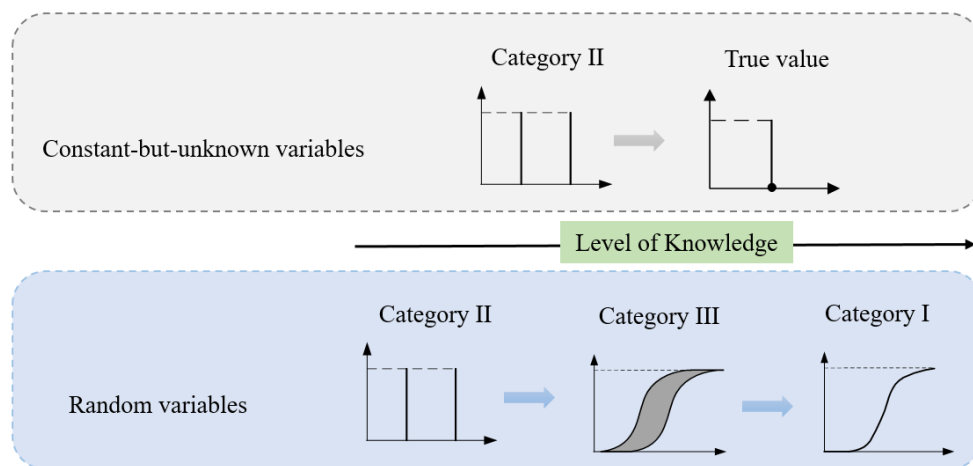 Category II
True value
Constant-but-unknown variables
Level of Knowledge
Category II
Category III
Category I
Random variables